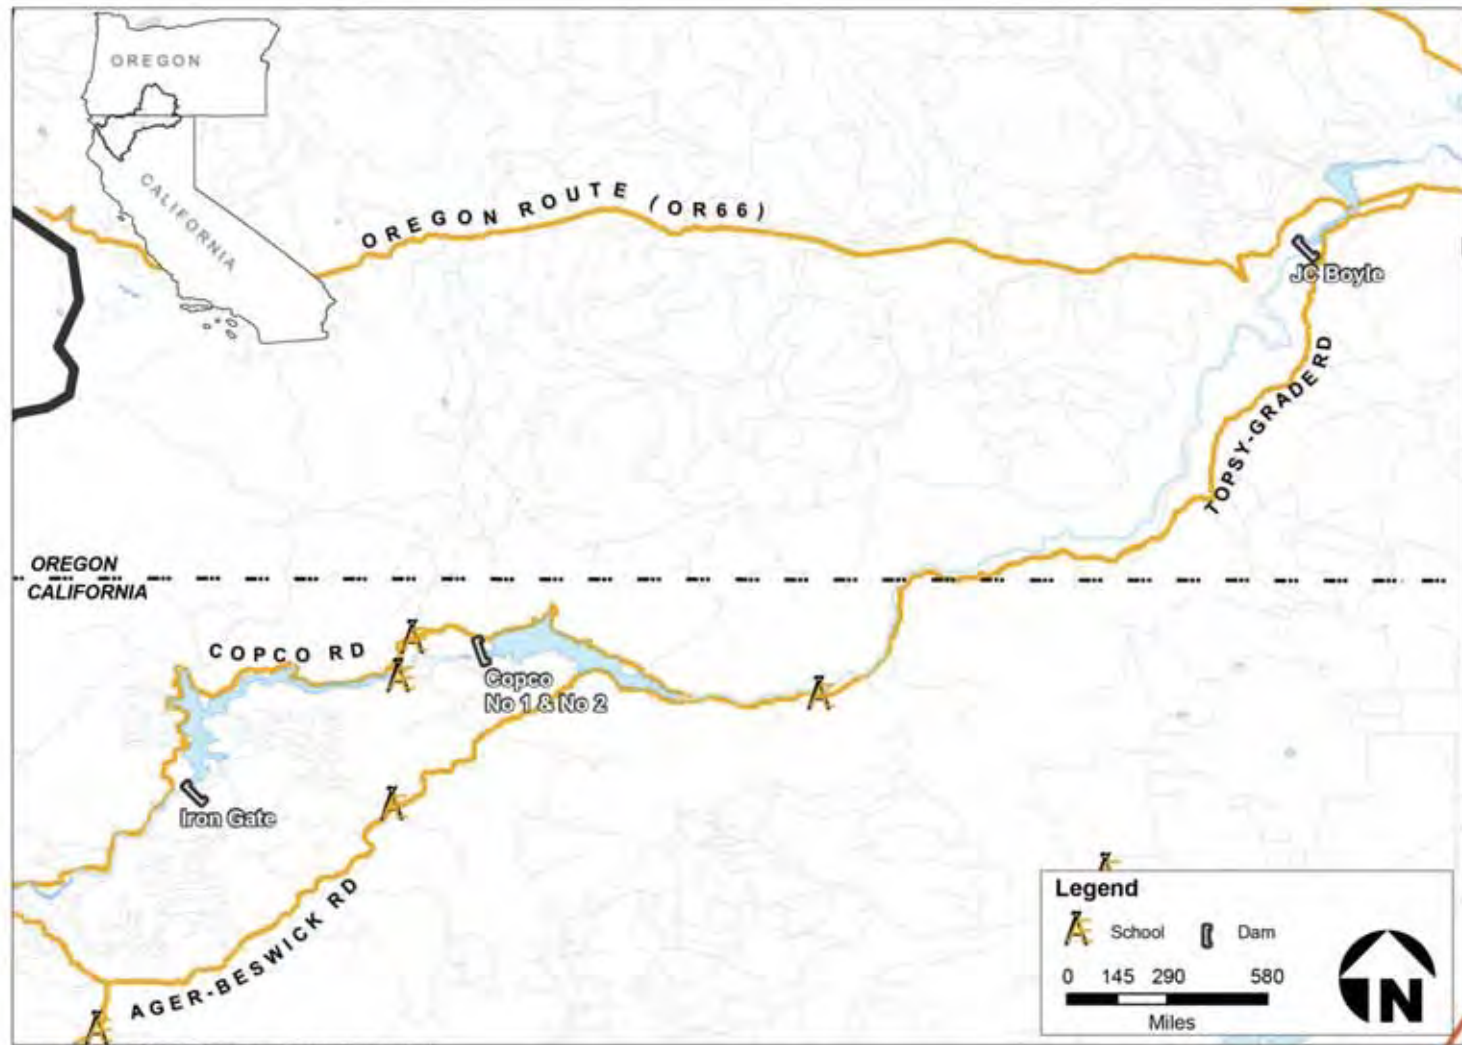 OREGON
CALIFORNIA
OREGON ROUTE (OR66)
JC Boyle
TOPSY-GRADE RD
OREGON
CALIFORNIA
COPCO RD
Copco
No 1 & No 2
Iron Gate
AGER-BESWICK RD
Legend
School Dam
0 145 290 580
Miles
N